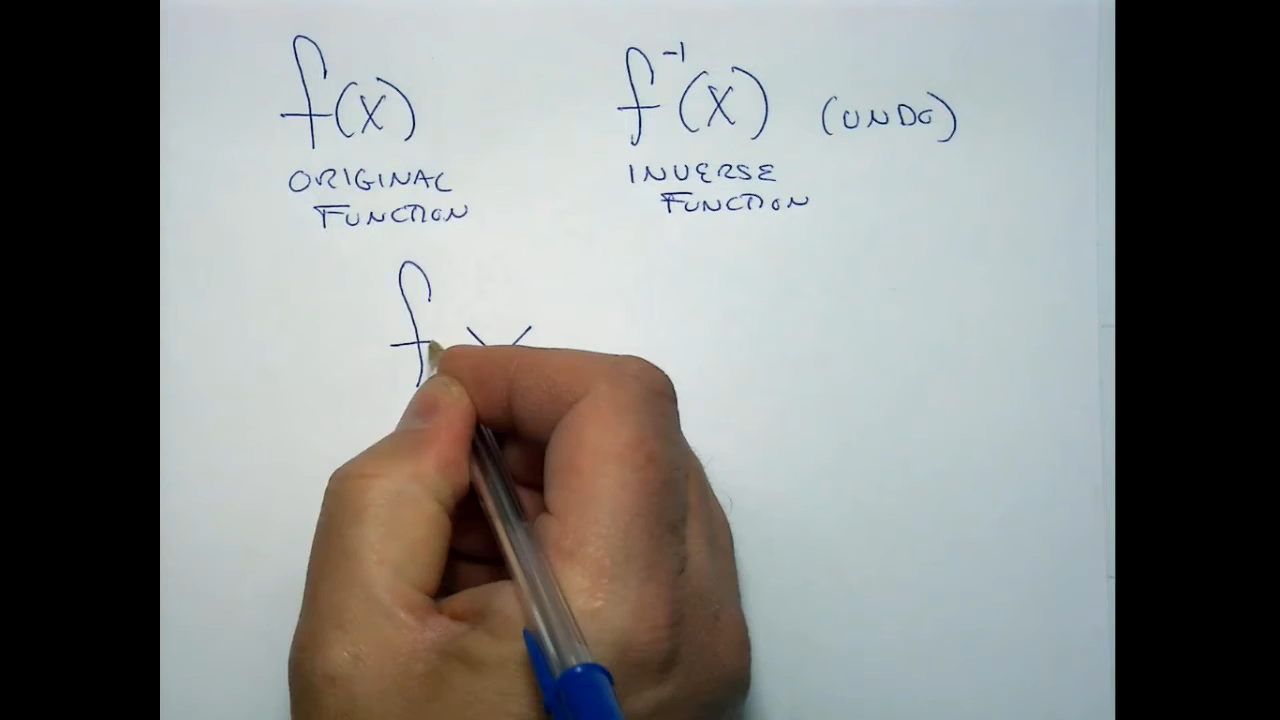 f(x) f⁻¹(x) (UNDO)
ORIGINAL INVERSE
FUNCTION FUNCTION
f